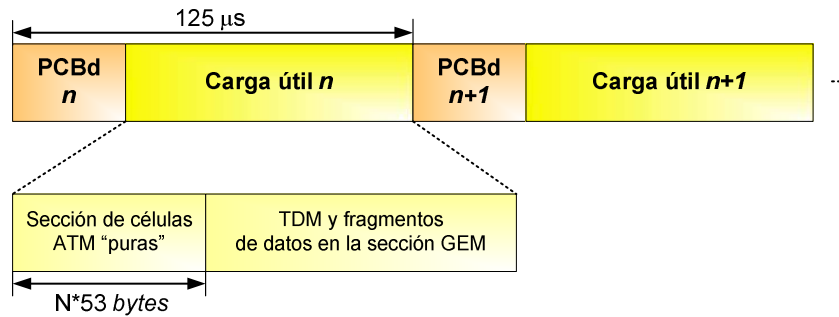 125 μs
PCBd
n
Carga útil n
PCBd
n+1
Carga útil n+1
Sección de células
ATM “puras”
TDM y fragmentos
de datos en la sección GEM
N*53 bytes